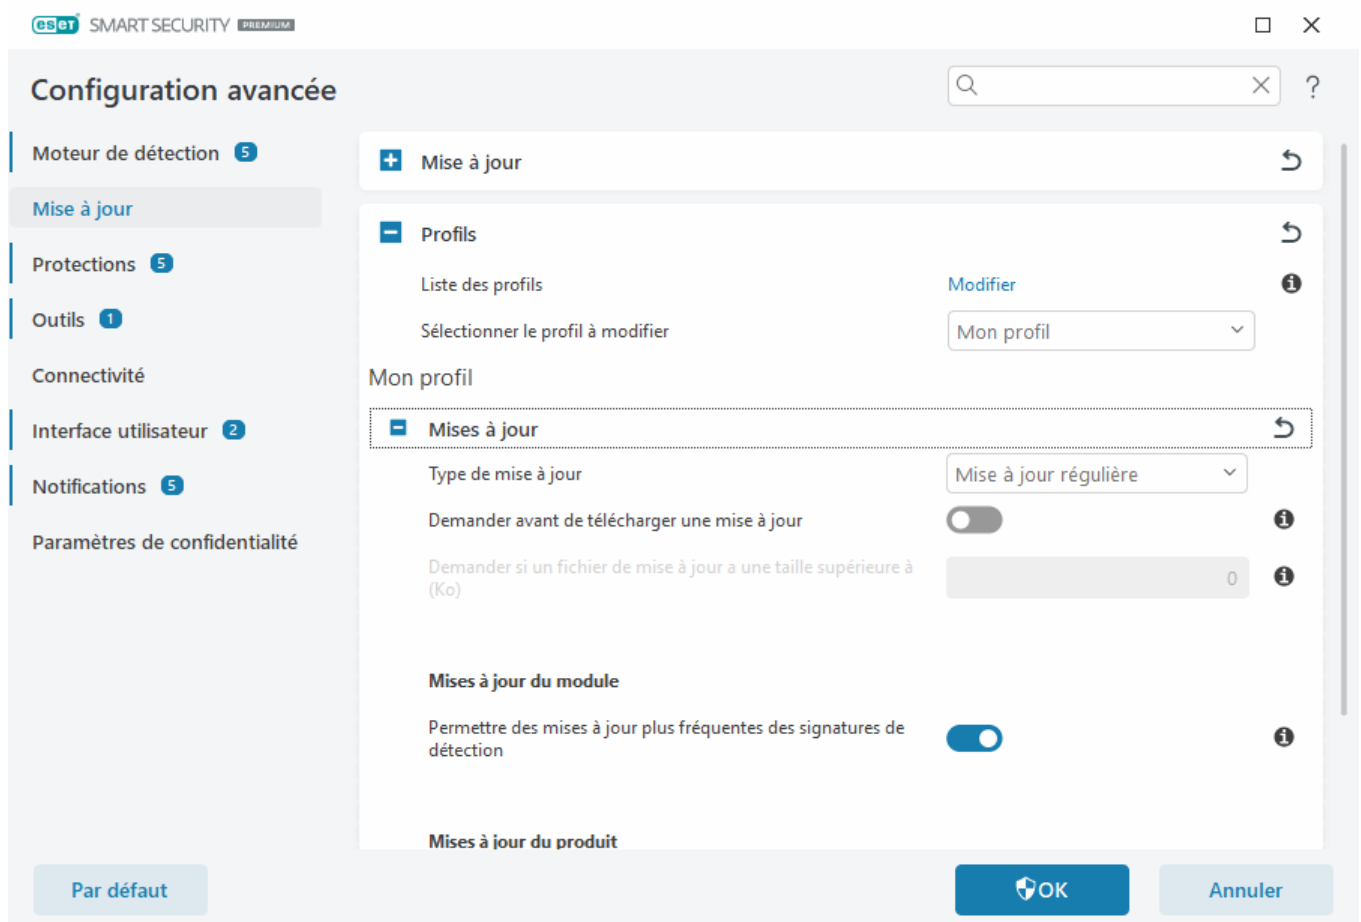 eset SMART SECURITY PREMIUM
Configuration avancée
?
Moteur de détection 5
Mise à jour
Protections 5
Outils 1
Connectivité
Interface utilisateur 2
Notifications 5
Paramètres de confidentialité
Mise à jour
Profils
Liste des profils Modifier
Sélectionner le profil à modifier Mon profil
Mon profil
Mises à jour
Type de mise à jour Mise à jour régulière
Demander avant de télécharger une mise à jour
Demander si un fichier de mise à jour a une taille supérieure à
(Ko) 0
Mises à jour du module
Permettre des mises à jour plus fréquentes des signatures de
détection
Mises à jour du produit
Par défaut OK Annuler